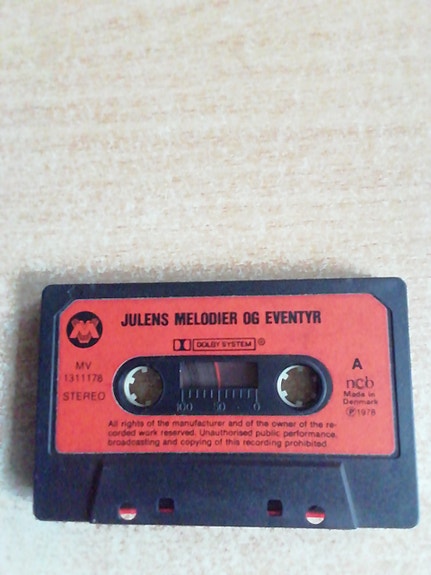 JULENS MELODIER OG EVENTYR
DOLBY SYSTEM ®
MV
1311178
STEREO
A
ncb
Made in
Denmark
Ⓟ1978
100 50 0
All rights of the manufacturer and of the owner of the re-
corded work reserved. Unauthorised public performance,
broadcasting and copying of this recording prohibited.